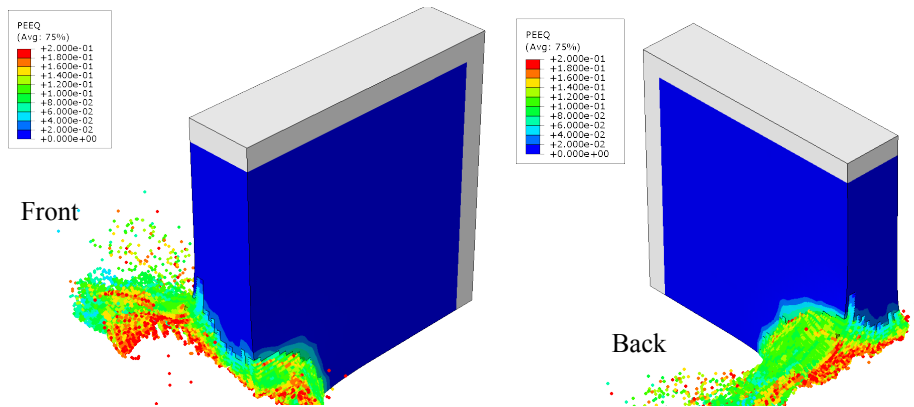 PEEQ
(Avg: 75%)
+2.000e-01
+1.800e-01
+1.600e-01
+1.400e-01
+1.200e-01
+1.000e-01
+8.000e-02
+6.000e-02
+4.000e-02
+2.000e-02
+0.000e+00
Front
PEEQ
(Avg: 75%)
+2.000e-01
+1.800e-01
+1.600e-01
+1.400e-01
+1.200e-01
+1.000e-01
+8.000e-02
+6.000e-02
+4.000e-02
+2.000e-02
+0.000e+00
Back